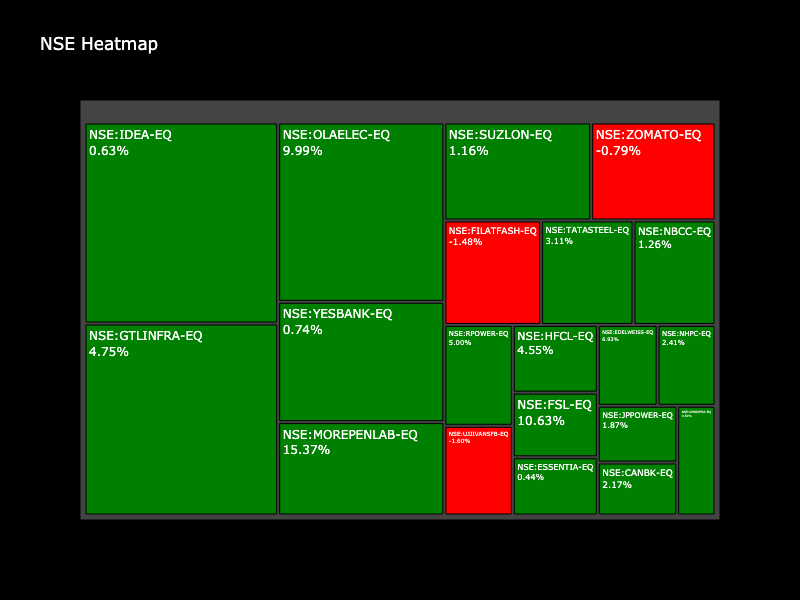 NSE Heatmap
NSE:IDEA-EQ
0.63%
NSE:GTLINFRA-EQ
4.75%
NSE:OLAELEC-EQ
9.99%
NSE:YESBANK-EQ
0.74%
NSE:MOREPENLAB-EQ
15.37%
NSE:SUZLON-EQ
1.16%
NSE:ZOMATO-EQ
-0.79%
NSE:FILATFASH-EQ
-1.48%
NSE:TATASTEEL-EQ
3.11%
NSE:NBCC-EQ
1.26%
NSE:RPOWER-EQ
5.00%
NSE:UJJIVANSFB-EQ
-1.60%
NSE:HFCL-EQ
4.55%
NSE:FSL-EQ
10.63%
NSE:ESSENTIA-EQ
0.44%
NSE:EDELWEISS-EQ
6.93%
NSE:NHPC-EQ
2.41%
NSE:JPPOWER-EQ
1.87%
NSE:CANBK-EQ
2.17%